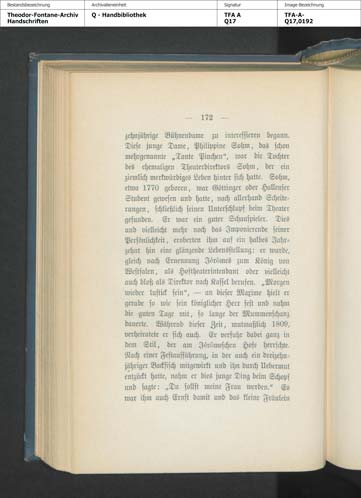 Bestandsbezeichnung
Theodor-Fontane-Archiv
Handschriften
Archivalieneinheit
Q - Handbibliothek
Signatur
TFA A
Q17
Image Bezeichnung
TFA-A-
Q17,0192
— 172 —
zehnjährige Bühnendame zu interessieren begann.
Diese junge Dame, Philippine Sohm, das schon
mehrgenannte „Tante Pinchen“, war die Tochter
des ehemaligen Theaterdirektors Sohm, der ein
ziemlich merkwürdiges Leben hinter sich hatte. Sohm,
etwa 1770 geboren, war Göttinger oder Hallenser
Student gewesen und hatte, nach allerhand Scheite-
rungen, schließlich seinen Unterschlupf beim Theater
gefunden. Er war ein guter Schauspieler. Dies
und vielleicht mehr noch das Imponierende seiner
Persönlichkeit, eroberten ihm auf ein halbes Jahr-
zehnt hin eine glänzende Lebensstellung: er wurde,
gleich nach Ernennung Jérômes zum König von
Westfalen, als Hoftheaterintendant oder vielleicht
auch bloß als Direktor nach Kassel berufen. „Morgen
wieder lustick sein“, — an dieser Maxime hielt er
gerade so wie sein königlicher Herr fest und nahm
die guten Tage mit, so lange der Mummenschanz
dauerte. Während dieser Zeit, mutmaßlich 1809,
verheiratete er sich auch. Er verfuhr dabei ganz in
dem Stil, der am Jérômeschen Hofe herrschte.
Nach einer Festaufführung, in der auch ein dreizehn-
jähriger Backfisch mitgewirkt und ihn durch Uebermut
entzückt hatte, nahm er dies junge Ding beim Schopf
und sagte: „Du sollst meine Frau werden.“ Es
war ihm auch Ernst damit und das kleine Fräulein